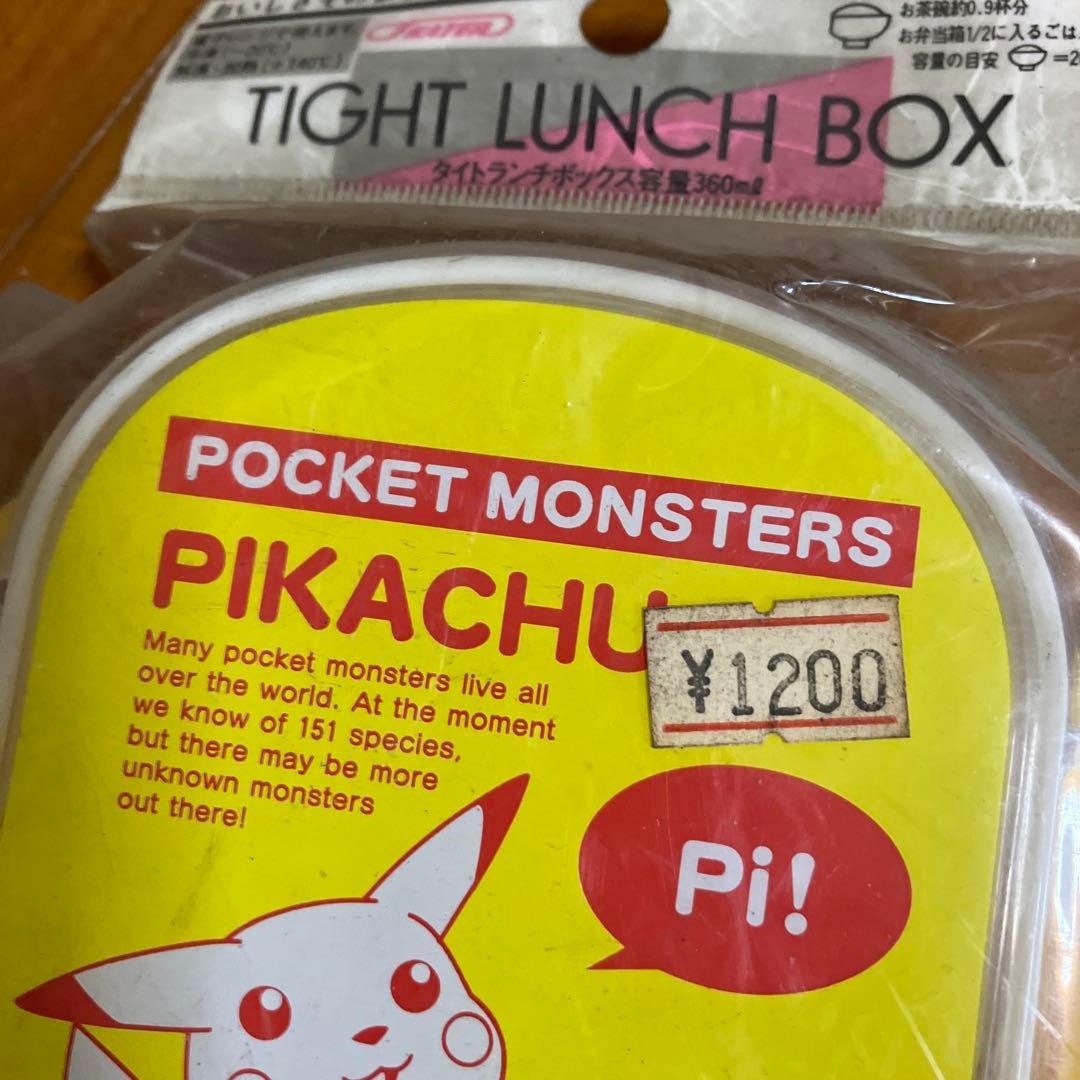 SKATER
お茶碗約0.9杯分
お弁当箱1/2に入るごは
容量の目安
TIGHT LUNCH BOX
タイトランチボックス容量360mℓ
POCKET MONSTERS
PIKACHU
¥1200
Many pocket monsters live all
over the world. At the moment
we know of 151 species,
but there may be more
unknown monsters
out there!
Pi!